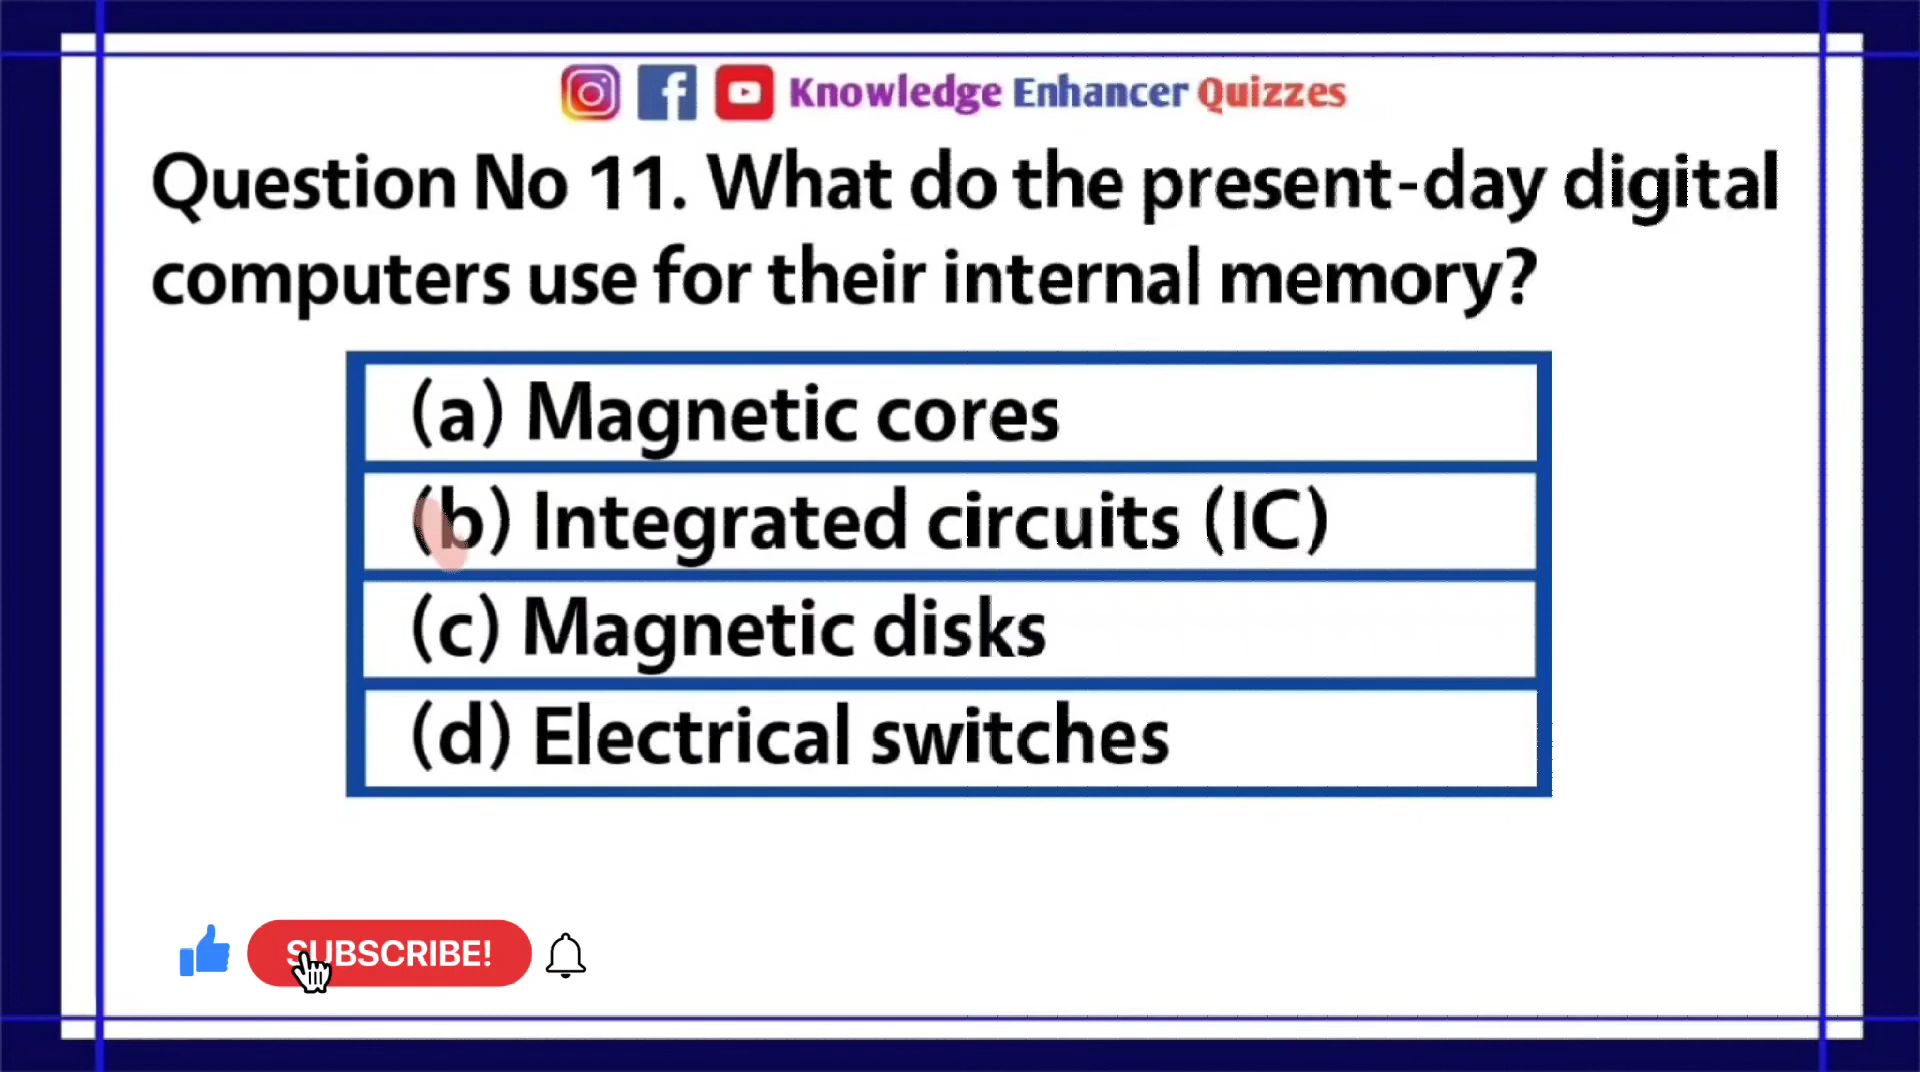 Knowledge Enhancer Quizzes
Question No 11. What do the present-day digital
computers use for their internal memory?
(a) Magnetic cores
(b) Integrated circuits (IC)
(c) Magnetic disks
(d) Electrical switches
SUBSCRIBE!